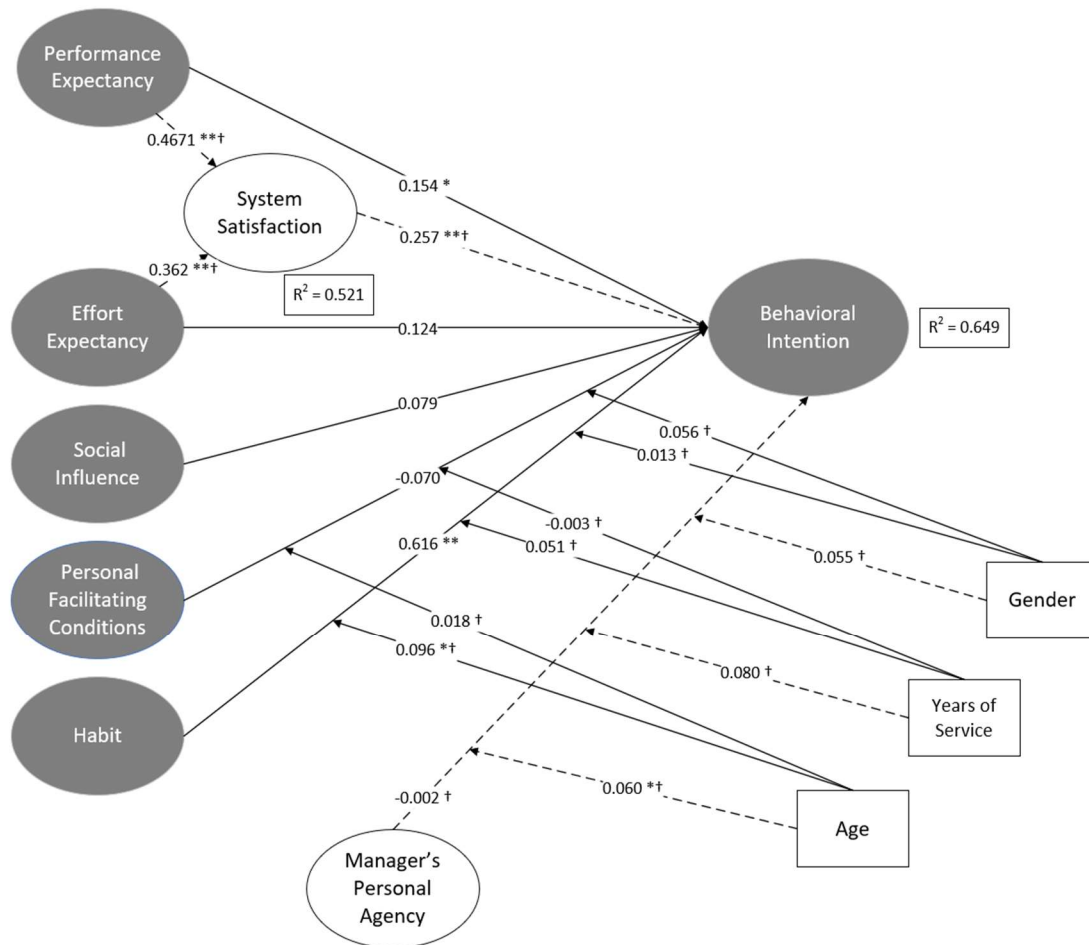 Performance
Expectancy
0.4671 **†
System
Satisfaction
0.154 *
0.257 **†
0.362 **†
R² = 0.521
Effort
Expectancy
0.124
Behavioral
Intention
R² = 0.649
Social
Influence
0.079
0.056 †
0.013 †
-0.070
-0.003 †
0.616 **
0.051 †
0.055 †
Gender
Personal
Facilitating
Conditions
0.018 †
0.096 *†
0.080 †
Years of
Service
Habit
0.060 *†
-0.002 †
Age
Manager’s
Personal
Agency